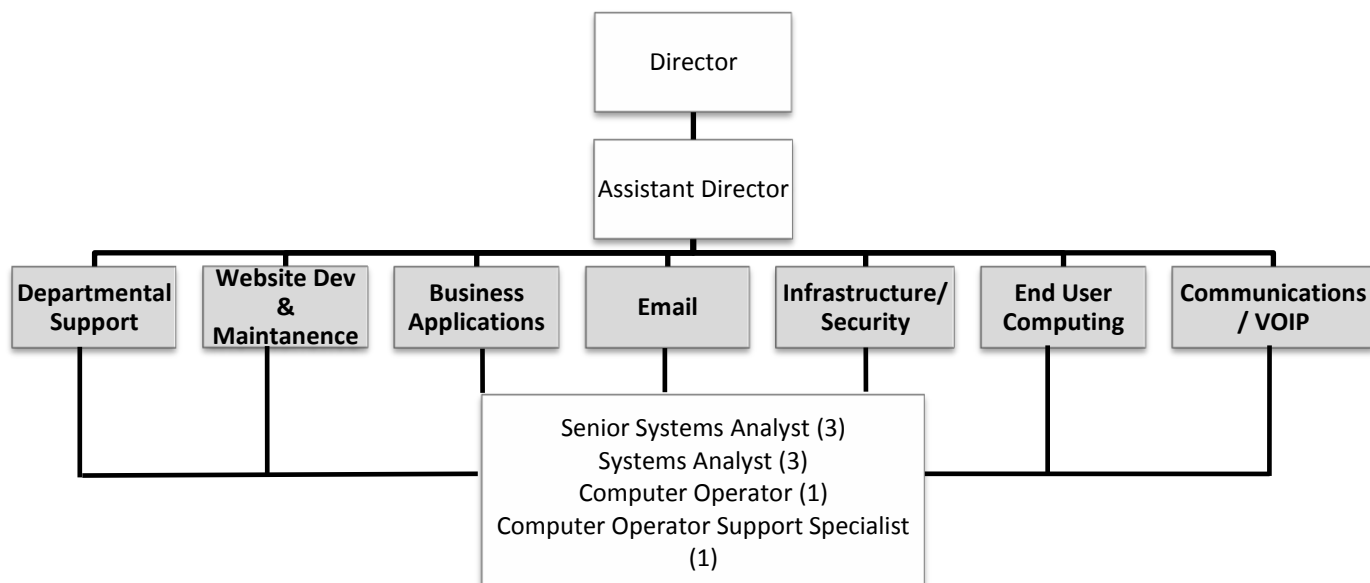 Director
Assistant Director
Departmental
Support
Website Dev
&
Maintanence
Business
Applications
Email
Infrastructure/
Security
End User
Computing
Communications
/ VOIP
Senior Systems Analyst (3)
Systems Analyst (3)
Computer Operator (1)
Computer Operator Support Specialist
(1)